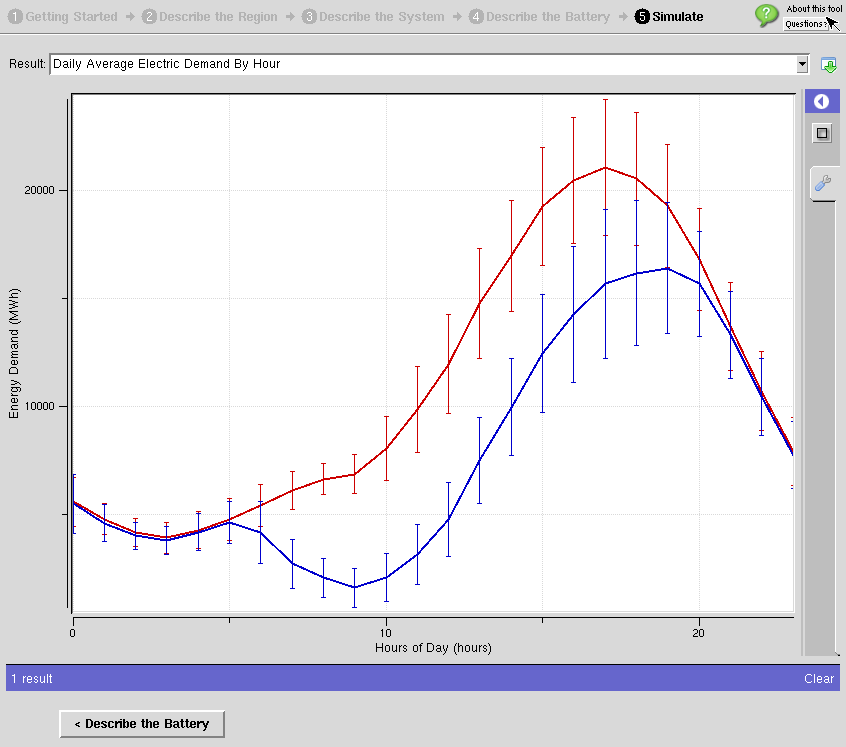 1 Getting Started → 2 Describe the Region → 3 Describe the System → 4 Describe the Battery → 5 Simulate
? About this tool
Questions?
Result: Daily Average Electric Demand By Hour
20000
10000
Energy Demand (MWh)
0 10 20
Hours of Day (hours)
1 result Clear
< Describe the Battery